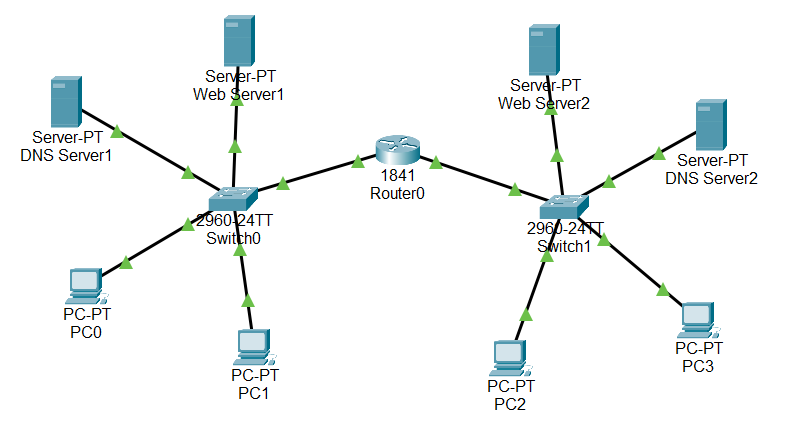 Server-PT
Web Server1
Server-PT
Web Server2
Server-PT
DNS Server1
Server-PT
DNS Server2
1841
Router0
2960-24TT
Switch0
2960-24TT
Switch1
PC-PT
PC0
PC-PT
PC1
PC-PT
PC2
PC-PT
PC3